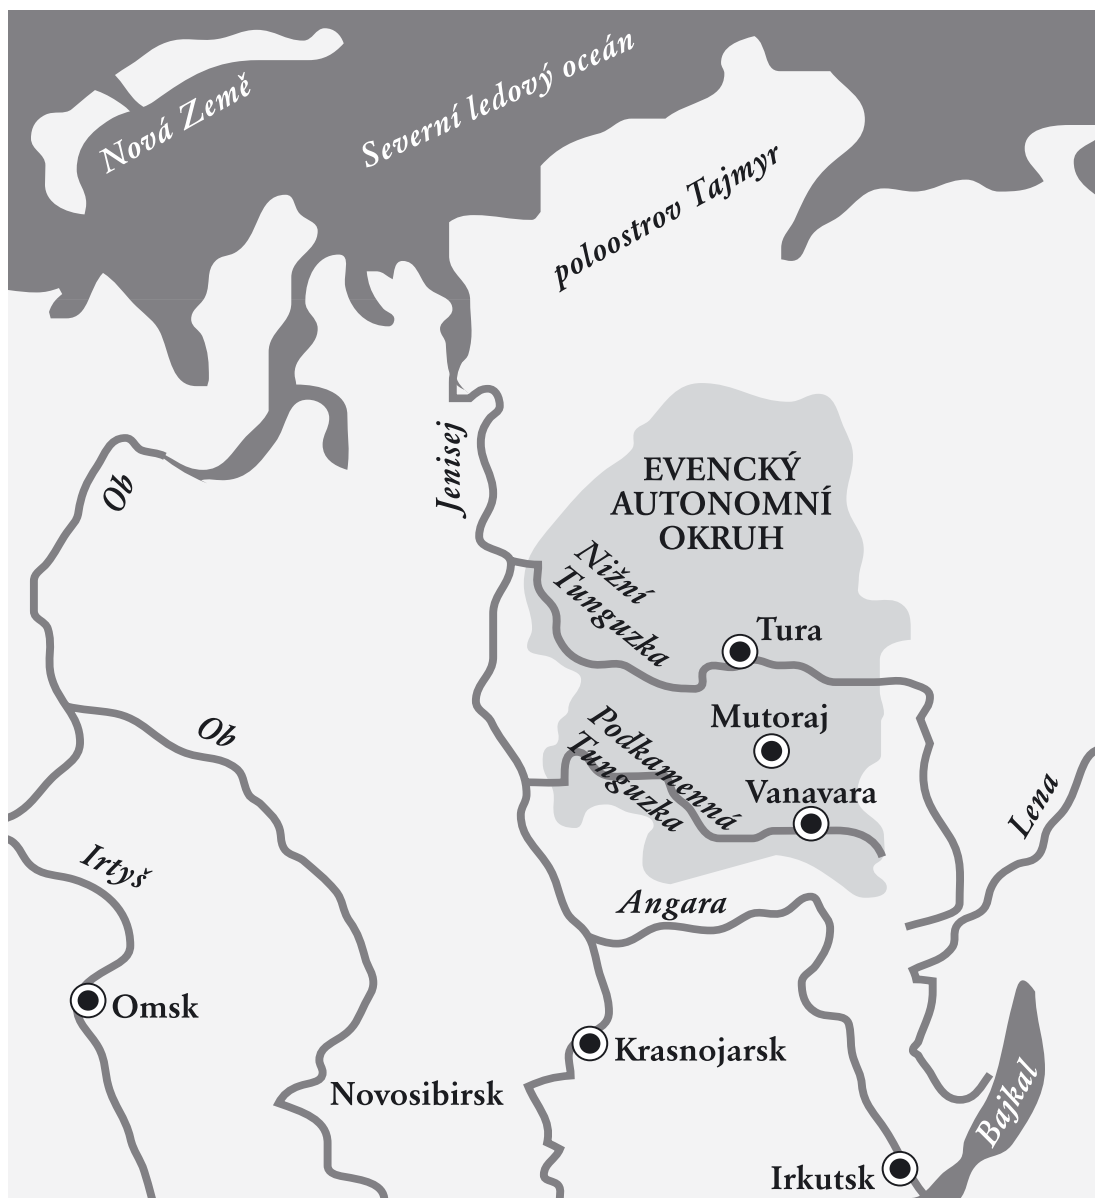 Nová Země
Severní ledový oceán
poloostrov Tajmyr
Jenisej
Ob
EVENCKÝ
AUTONOMNÍ
OKRUH
Nižní
Tunguzka
Tura
Mutoraj
Ob
Podkamenná
Tunguzka
Vanavara
Lena
Irtyš
Angara
Omsk
Krasnojarsk
Novosibirsk
Bajkal
Irkutsk